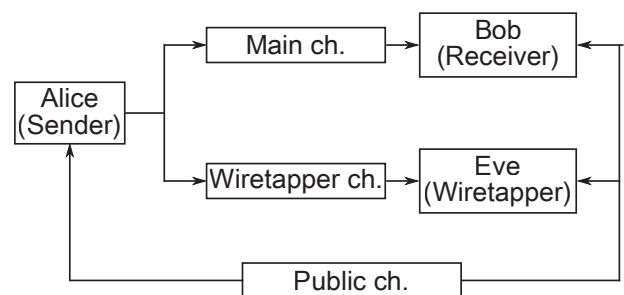 Main ch.
Bob
(Receiver)
Alice
(Sender)
Wiretapper ch.
Eve
(Wiretapper)
Public ch.